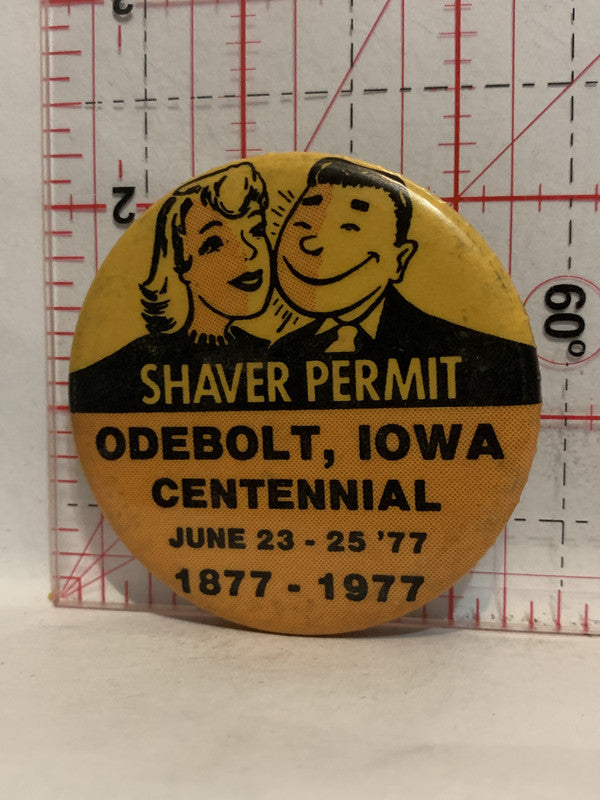 2
60°
SHAVER PERMIT
ODEBOLT, IOWA
CENTENNIAL
JUNE 23 - 25 '77
1877 - 1977